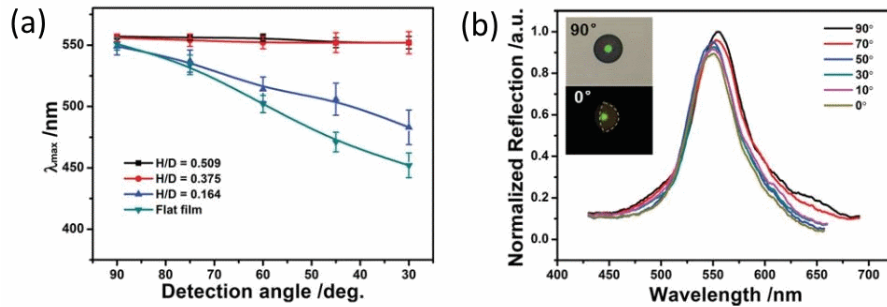 (a)
550
500
450
400
λmax /nm
H/D = 0.509
H/D = 0.375
H/D = 0.164
Flat film
90 80 70 60 50 40 30
Detection angle /deg.
(b)
1.0
0.8
0.6
0.4
0.2
0.0
Normalized Reflection /a.u.
90°
0°
90°
70°
50°
30°
10°
0°
400 450 500 550 600 650 700
Wavelength /nm